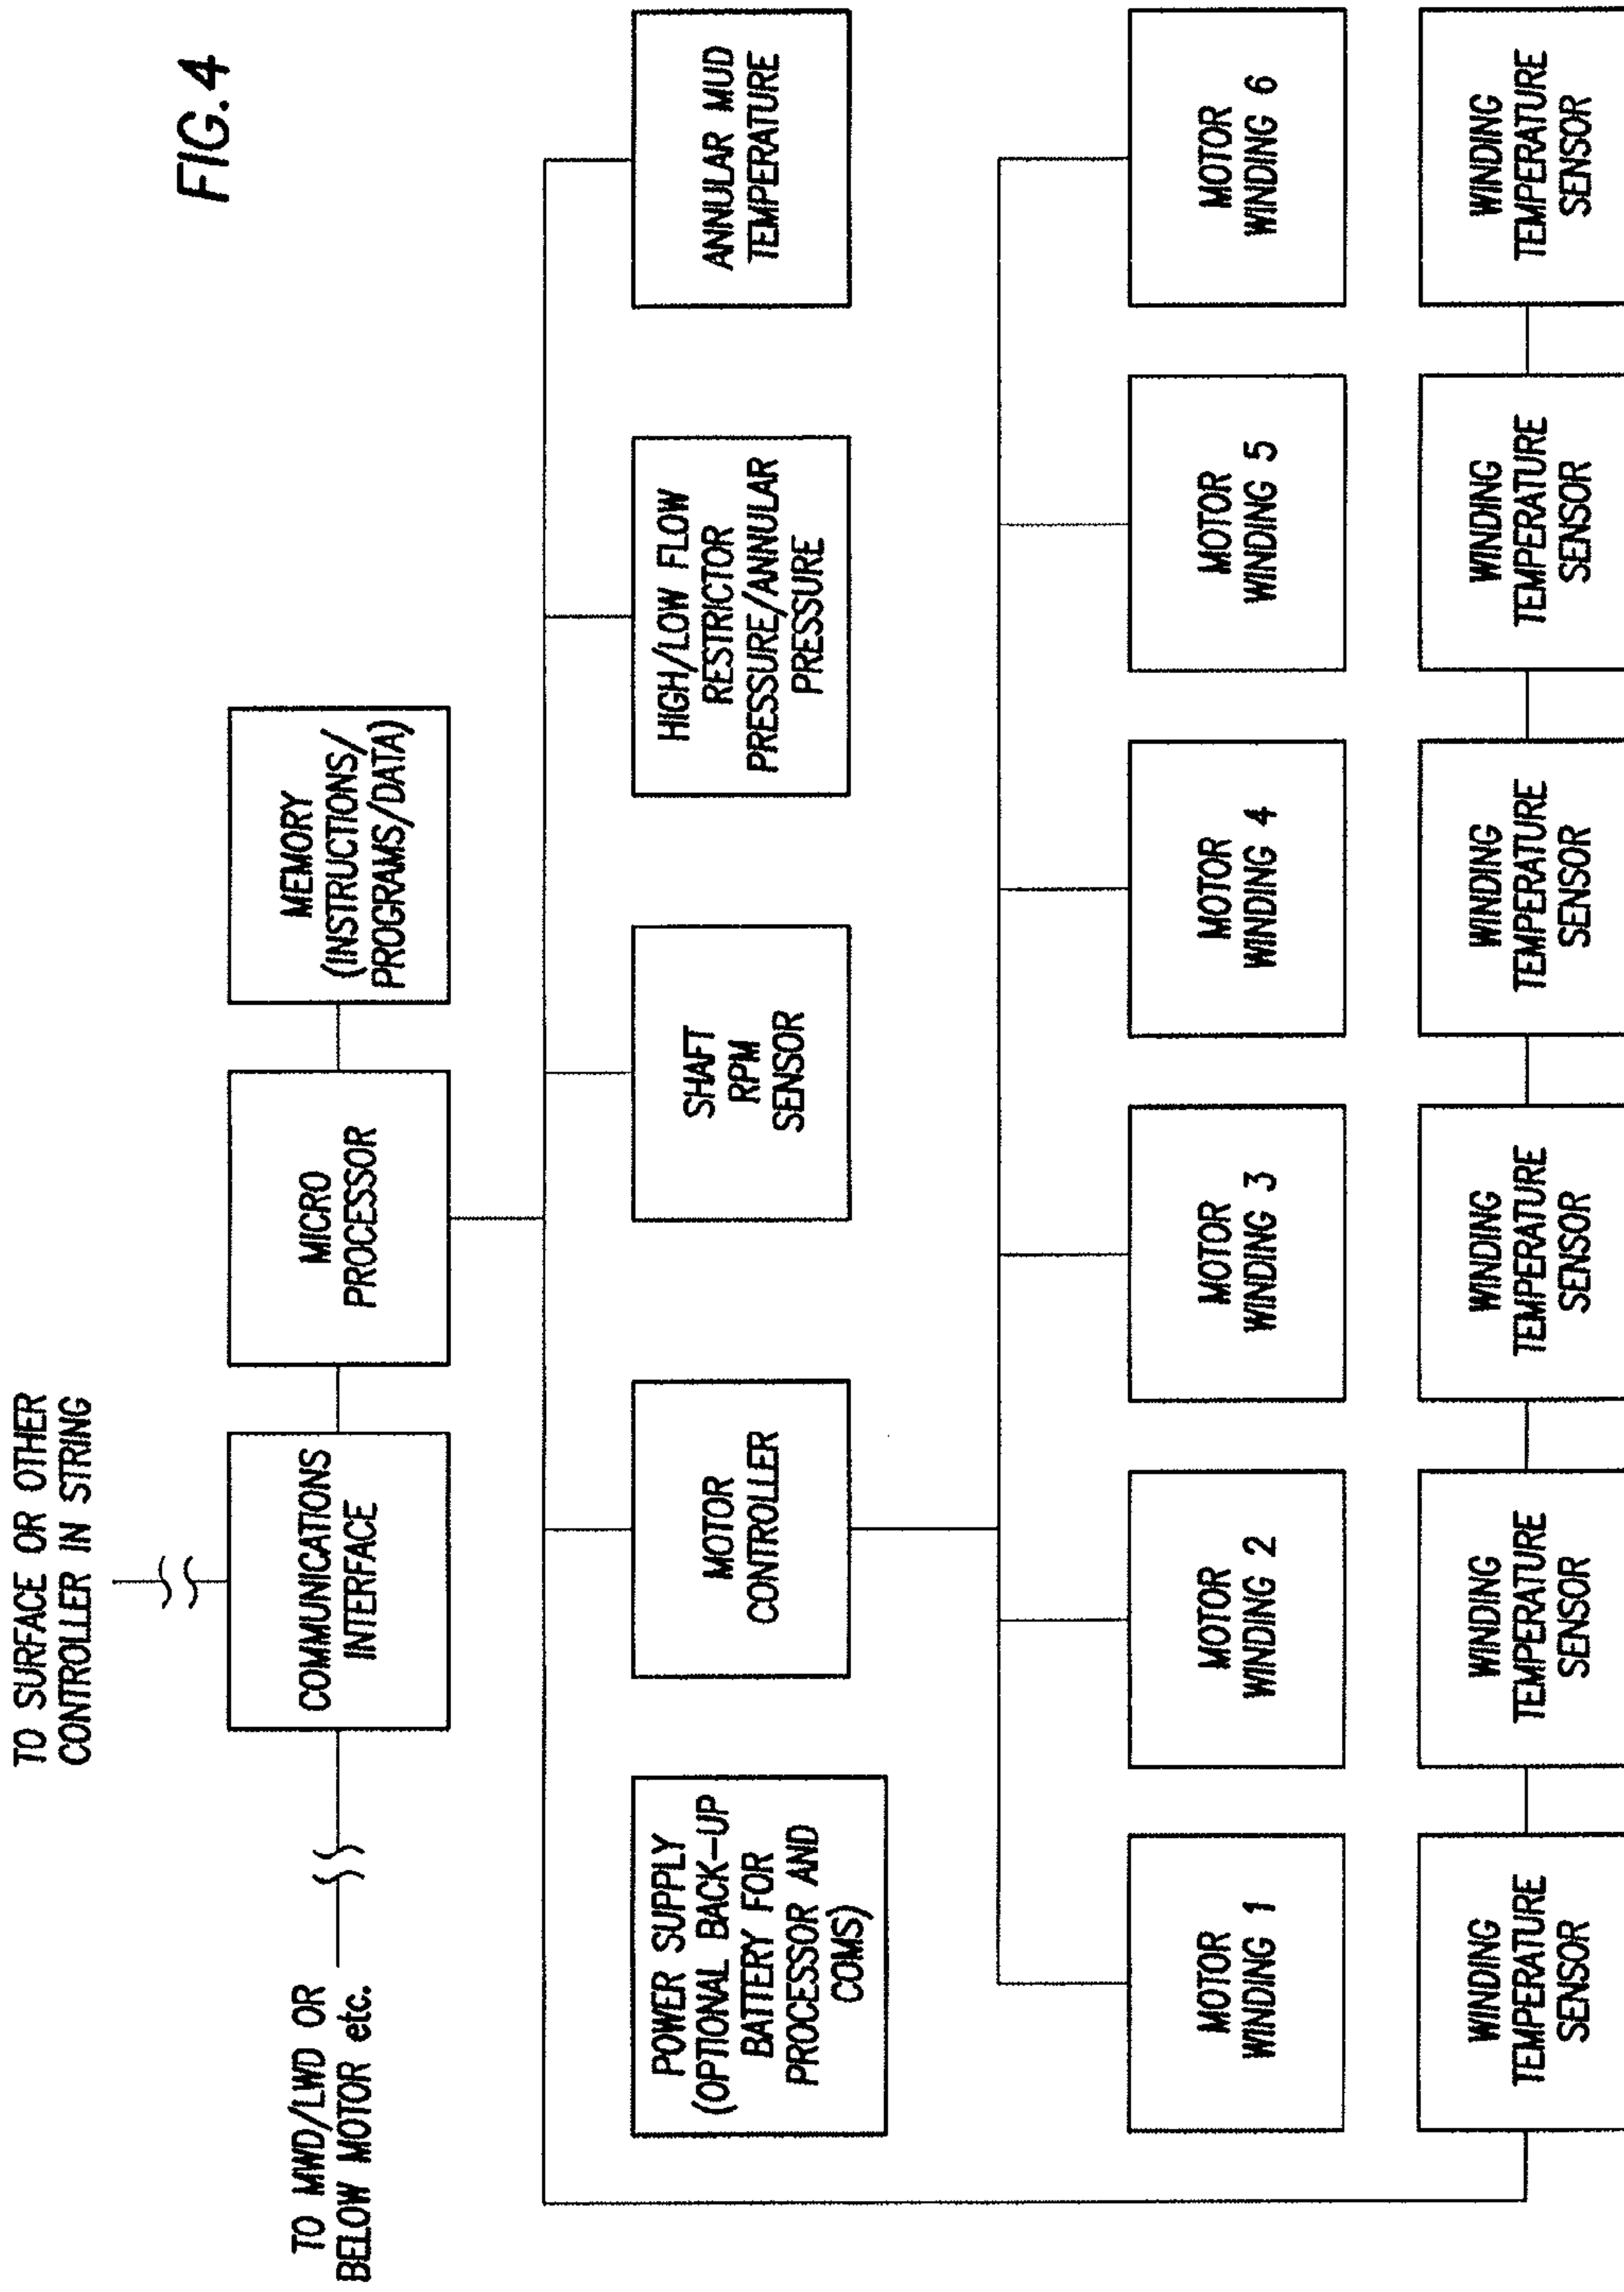 FIG.4
TO SURFACE OR OTHER
CONTROLLER IN STRING
TO MWD/LWD OR
BELOW MOTOR etc.
COMMUNICATIONS
INTERFACE
MICRO
PROCESSOR
MEMORY
(INSTRUCTIONS/
PROGRAMS/DATA)
POWER SUPPLY
(OPTIONAL BACK-UP
BATTERY FOR
PROCESSOR AND
COMS)
MOTOR
CONTROLLER
SHAFT
RPM
SENSOR
HIGH/LOW FLOW
RESTRICTOR
PRESSURE/ANNULAR
PRESSURE
ANNULAR MUD
TEMPERATURE
MOTOR
WINDING 1
MOTOR
WINDING 2
MOTOR
WINDING 3
MOTOR
WINDING 4
MOTOR
WINDING 5
MOTOR
WINDING 6
WINDING
TEMPERATURE
SENSOR
WINDING
TEMPERATURE
SENSOR
WINDING
TEMPERATURE
SENSOR
WINDING
TEMPERATURE
SENSOR
WINDING
TEMPERATURE
SENSOR
WINDING
TEMPERATURE
SENSOR